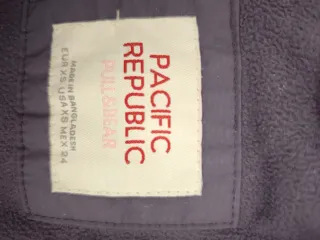 PACIFIC
REPUBLIC
PULL&BEAR
MADE IN BANGLADESH
EUR XS USA XS MEX 24